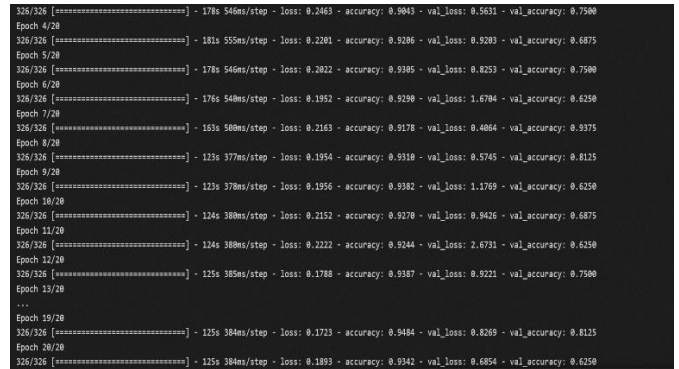 326/326 [==============================] - 178s 546ms/step - loss: 0.2463 - accuracy: 0.9043 - val_loss: 0.5631 - val_accuracy: 0.7500
Epoch 4/20
326/326 [==============================] - 181s 555ms/step - loss: 0.2201 - accuracy: 0.9206 - val_loss: 0.9203 - val_accuracy: 0.6875
Epoch 5/20
326/326 [==============================] - 178s 546ms/step - loss: 0.2022 - accuracy: 0.9305 - val_loss: 0.8253 - val_accuracy: 0.7500
Epoch 6/20
326/326 [==============================] - 176s 540ms/step - loss: 0.1952 - accuracy: 0.9290 - val_loss: 1.6704 - val_accuracy: 0.6250
Epoch 7/20
326/326 [==============================] - 163s 500ms/step - loss: 0.2163 - accuracy: 0.9178 - val_loss: 0.4064 - val_accuracy: 0.9375
Epoch 8/20
326/326 [==============================] - 123s 377ms/step - loss: 0.1954 - accuracy: 0.9310 - val_loss: 0.5745 - val_accuracy: 0.8125
Epoch 9/20
326/326 [==============================] - 123s 378ms/step - loss: 0.1956 - accuracy: 0.9382 - val_loss: 1.1769 - val_accuracy: 0.6250
Epoch 10/20
326/326 [==============================] - 124s 380ms/step - loss: 0.2152 - accuracy: 0.9270 - val_loss: 0.9426 - val_accuracy: 0.6875
Epoch 11/20
326/326 [==============================] - 124s 380ms/step - loss: 0.2222 - accuracy: 0.9244 - val_loss: 2.6731 - val_accuracy: 0.6250
Epoch 12/20
326/326 [==============================] - 125s 385ms/step - loss: 0.1788 - accuracy: 0.9387 - val_loss: 0.9221 - val_accuracy: 0.7500
Epoch 13/20
...
Epoch 19/20
326/326 [==============================] - 125s 384ms/step - loss: 0.1723 - accuracy: 0.9484 - val_loss: 0.8269 - val_accuracy: 0.8125
Epoch 20/20
326/326 [==============================] - 125s 384ms/step - loss: 0.1893 - accuracy: 0.9342 - val_loss: 0.6854 - val_accuracy: 0.6250